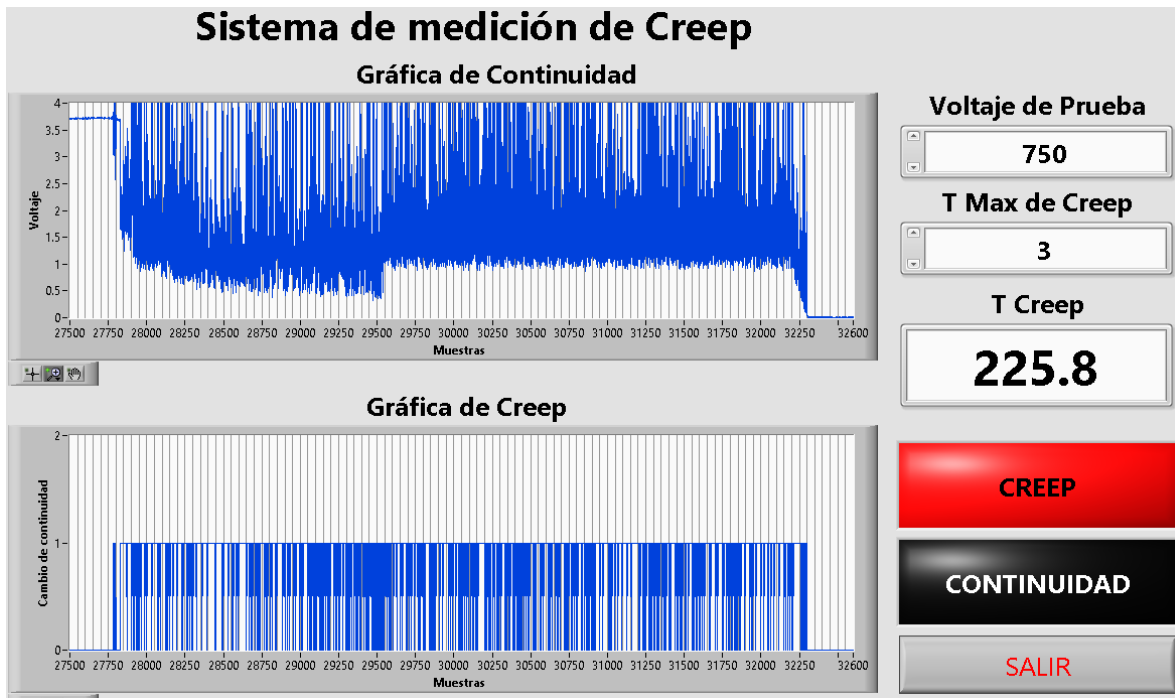 Sistema de medición de Creep
Gráfica de Continuidad
Voltaje
4
3.5
3
2.5
2
1.5
1
0.5
0
27500 27750 28000 28250 28500 28750 29000 29250 29500 29750 30000 30250 30500 30750 31000 31250 31500 31750 32000 32250 32600
Muestras
Voltaje de Prueba
750
T Max de Creep
3
T Creep
225.8
Gráfica de Creep
Cambio de continuidad
2
1
0
27500 27750 28000 28250 28500 28750 29000 29250 29500 29750 30000 30250 30500 30750 31000 31250 31500 31750 32000 32250 32600
Muestras
CREEP
CONTINUIDAD
SALIR